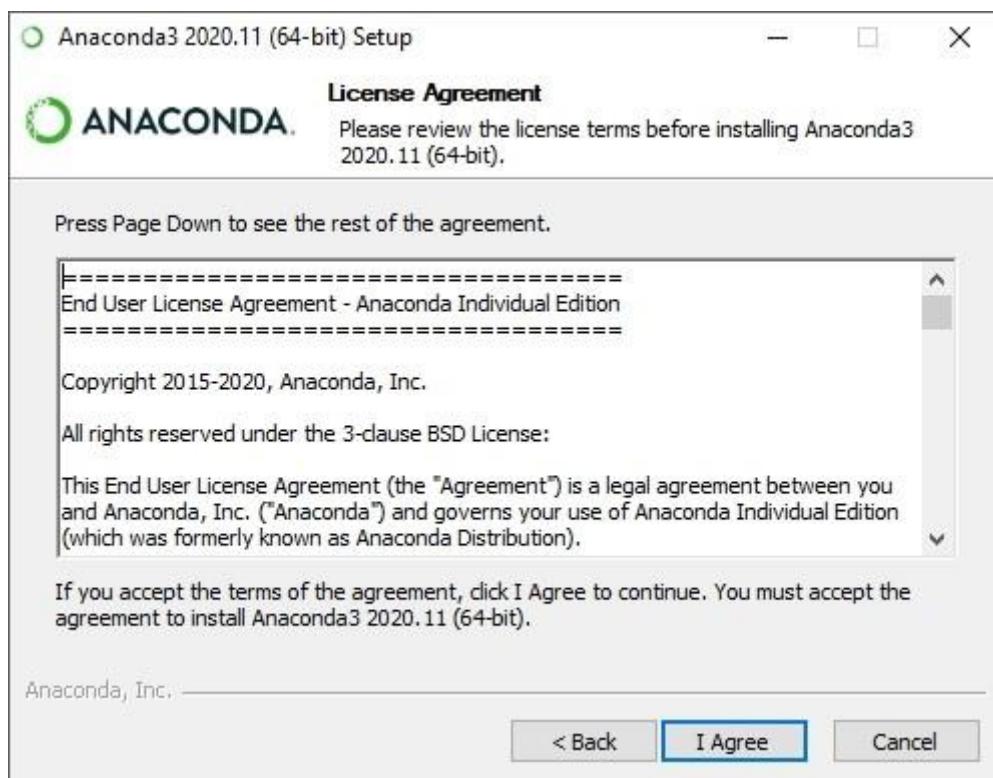 Anaconda3 2020.11 (64-bit) Setup
ANACONDA.
License Agreement
Please review the license terms before installing Anaconda3
2020.11 (64-bit).
Press Page Down to see the rest of the agreement.
===================================
End User License Agreement - Anaconda Individual Edition
===================================
Copyright 2015-2020, Anaconda, Inc.
All rights reserved under the 3-clause BSD License:
This End User License Agreement (the "Agreement") is a legal agreement between you
and Anaconda, Inc. ("Anaconda") and governs your use of Anaconda Individual Edition
(which was formerly known as Anaconda Distribution).
If you accept the terms of the agreement, click I Agree to continue. You must accept the
agreement to install Anaconda3 2020.11 (64-bit).
Anaconda, Inc.
< Back
I Agree
Cancel